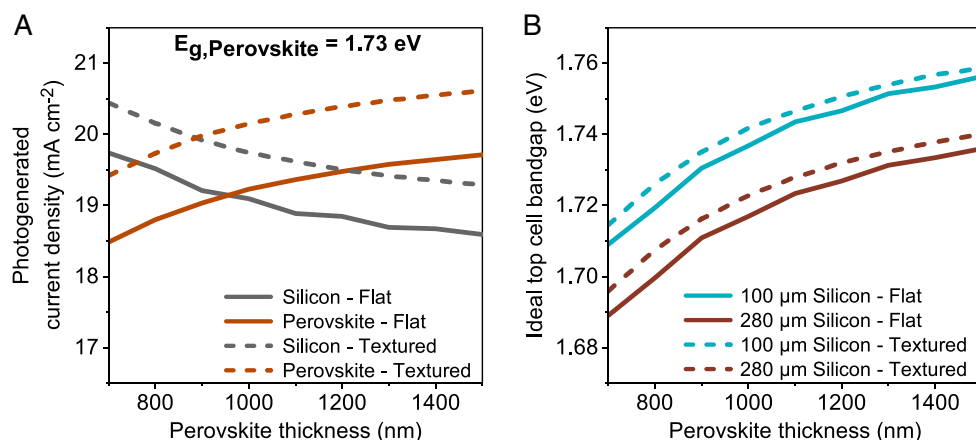 A
E_g,Perovskite = 1.73 eV
Photogenerated
current density (mA cm⁻²)
21
20
19
18
17
Silicon - Flat
Perovskite - Flat
Silicon - Textured
Perovskite - Textured
800 1000 1200 1400
Perovskite thickness (nm)
B
Ideal top cell bandgap (eV)
1.76
1.74
1.72
1.70
1.68
100 µm Silicon - Flat
280 µm Silicon - Flat
100 µm Silicon - Textured
280 µm Silicon - Textured
800 1000 1200 1400
Perovskite thickness (nm)